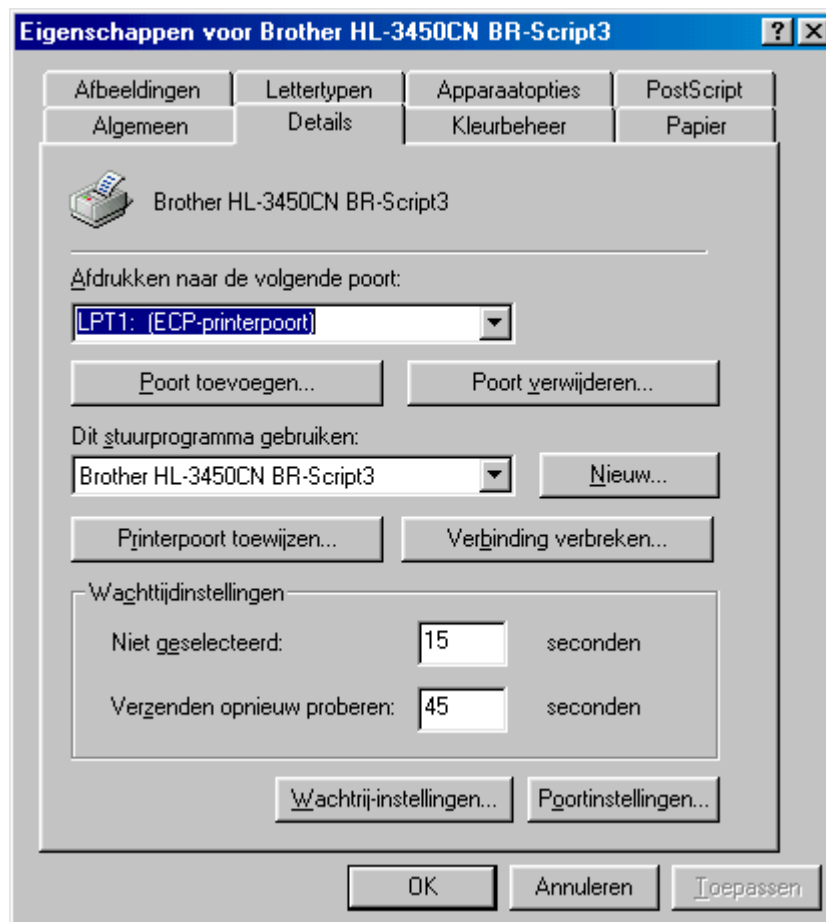 Eigenschappen voor Brother HL-3450CN BR-Script3
Afbeeldingen Lettertypen Apparaatopties PostScript
Algemeen Details Kleurbeheer Papier
Brother HL-3450CN BR-Script3
Afdrukken naar de volgende poort:
LPT1: (ECP-printerpoort)
Poort toevoegen... Poort verwijderen...
Dit stuurprogramma gebruiken:
Brother HL-3450CN BR-Script3 Nieuw...
Printerpoort toewijzen... Verbinding verbreken...
Wachttijdinstellingen
Niet geselecteerd: 15 seconden
Verzenden opnieuw proberen: 45 seconden
Wachtrij-instellingen... Poortinstellingen...
OK Annuleren Toepassen